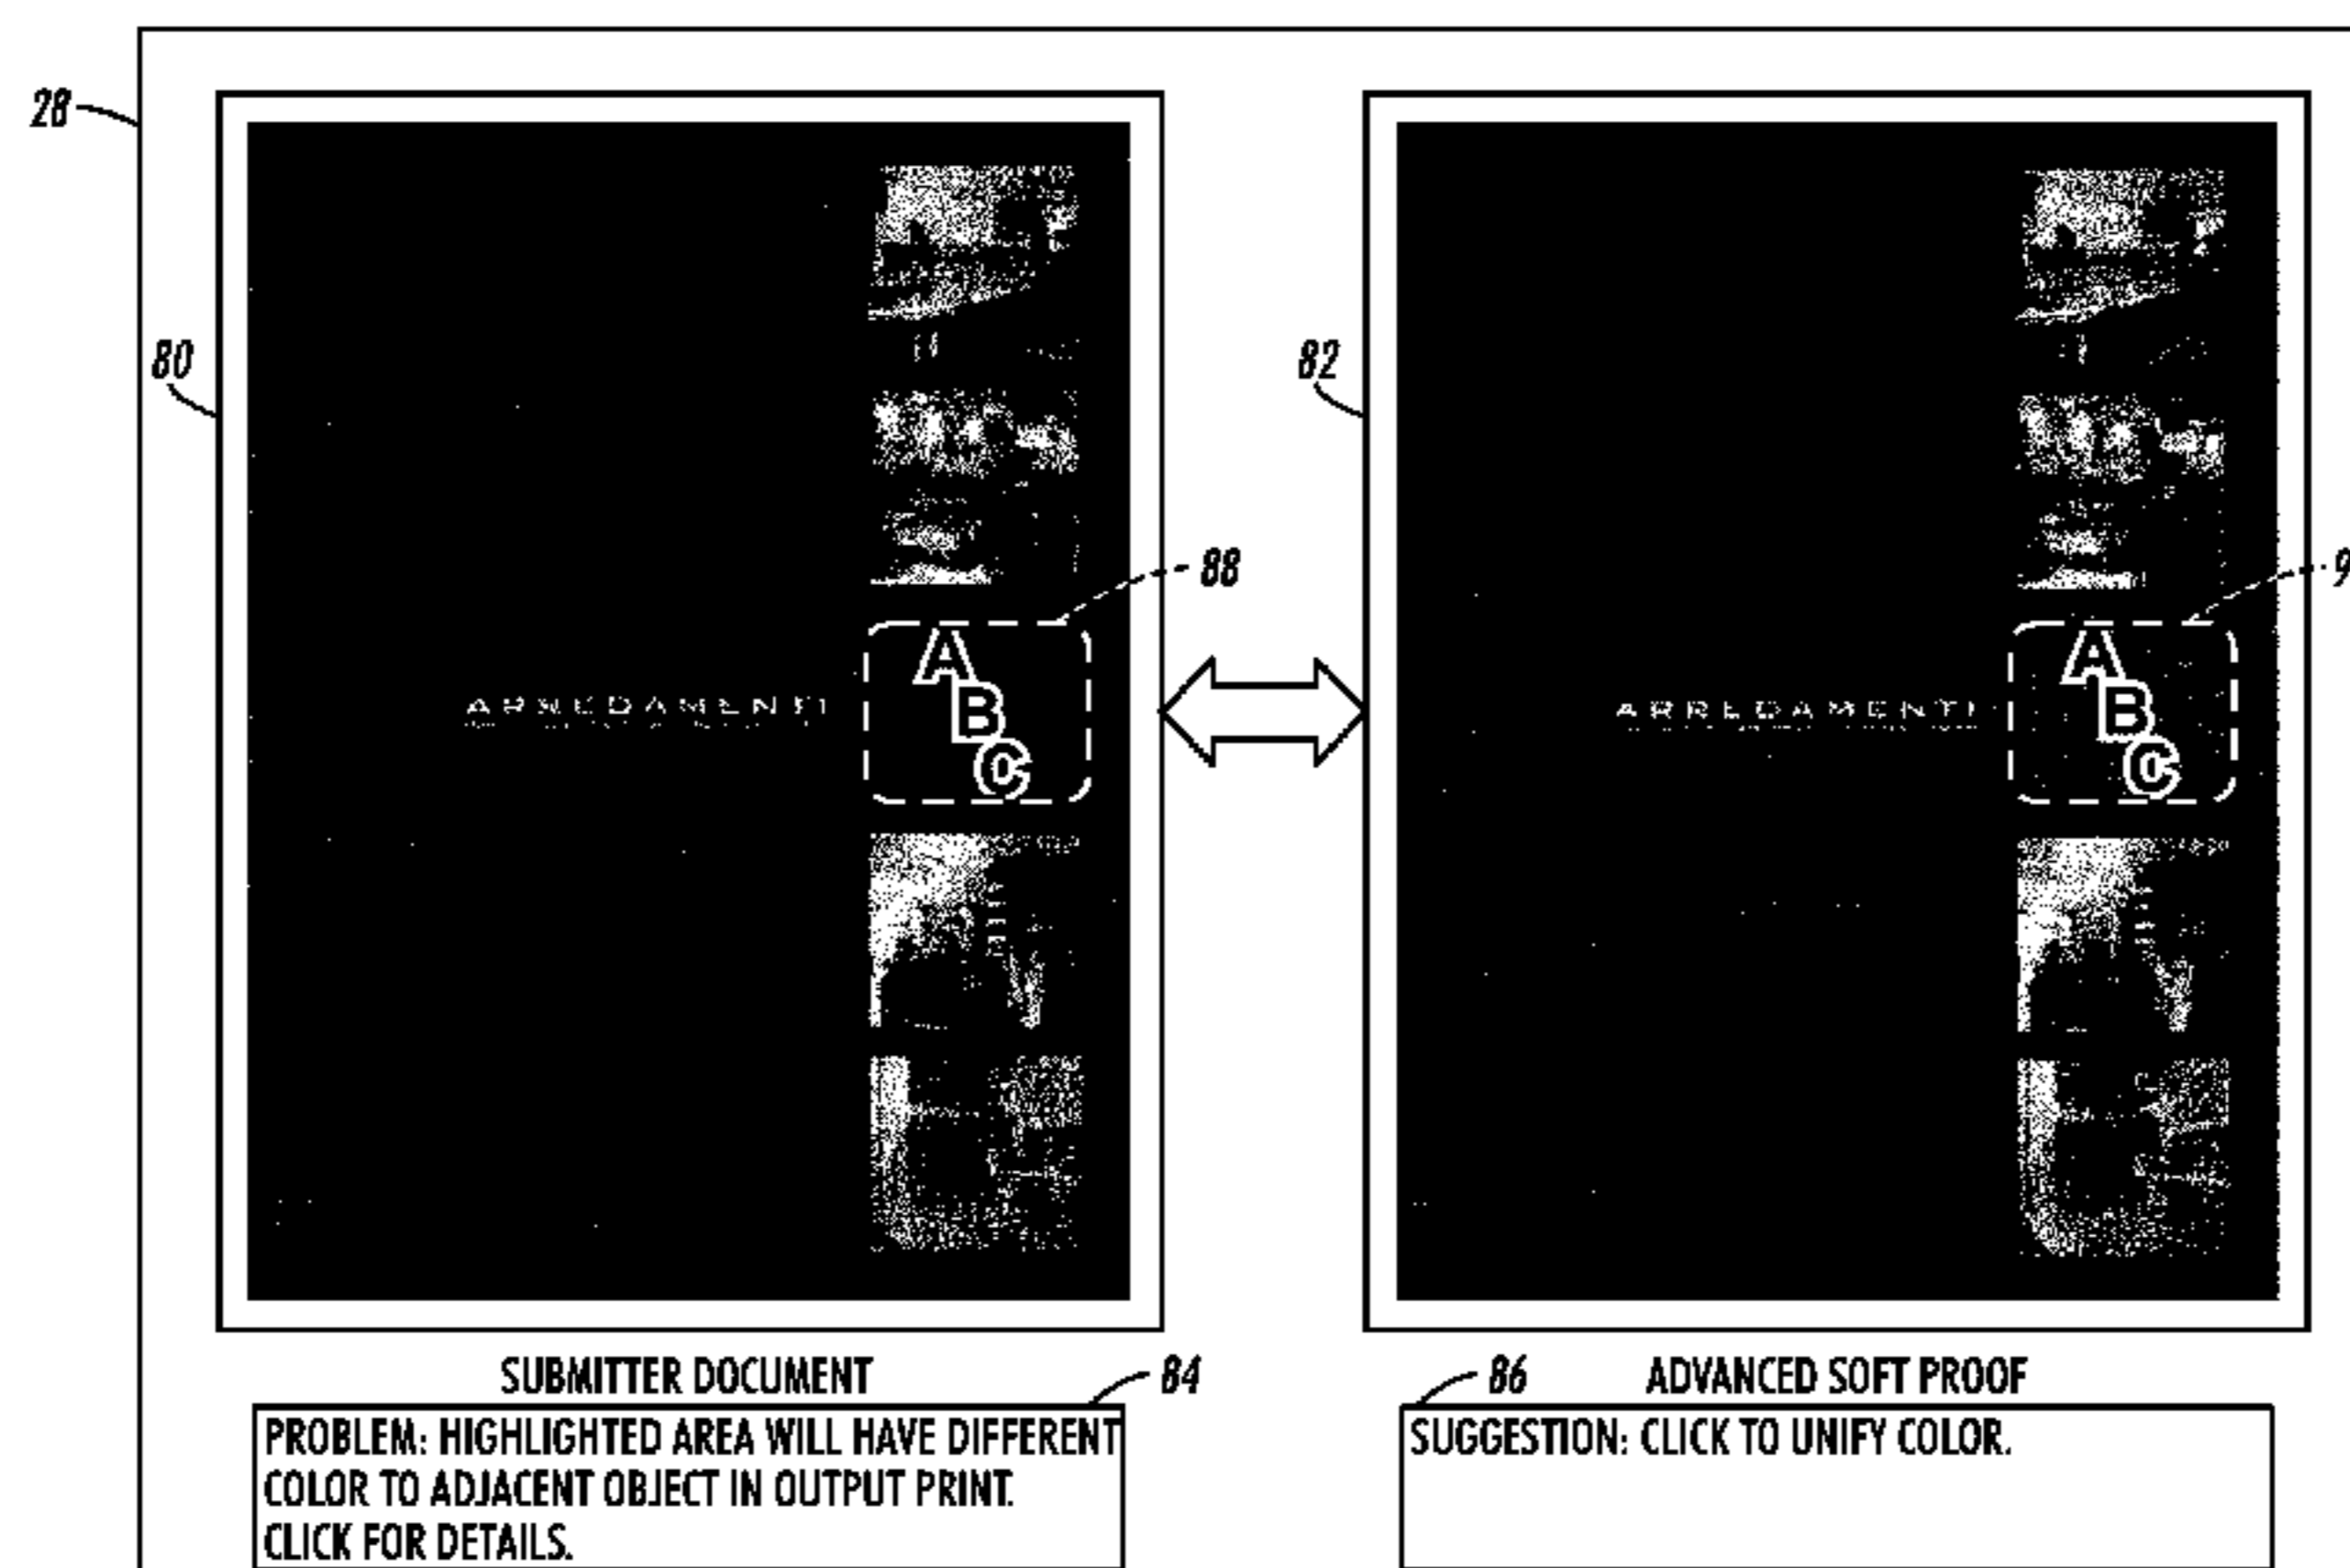 28
80
82
88
A
B
C
A
B
C
ARREDAMENTI
SUBMITTER DOCUMENT
84
86
ADVANCED SOFT PROOF
PROBLEM: HIGHLIGHTED AREA WILL HAVE DIFFERENT
COLOR TO ADJACENT OBJECT IN OUTPUT PRINT.
CLICK FOR DETAILS.
SUGGESTION: CLICK TO UNIFY COLOR.